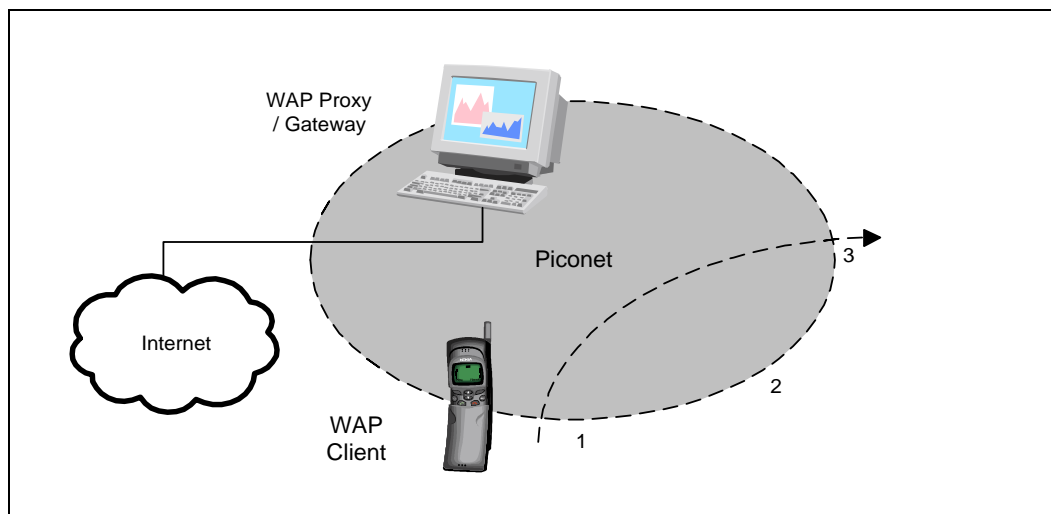 WAP Proxy
/ Gateway
Piconet
3
Internet
2
WAP
Client
1